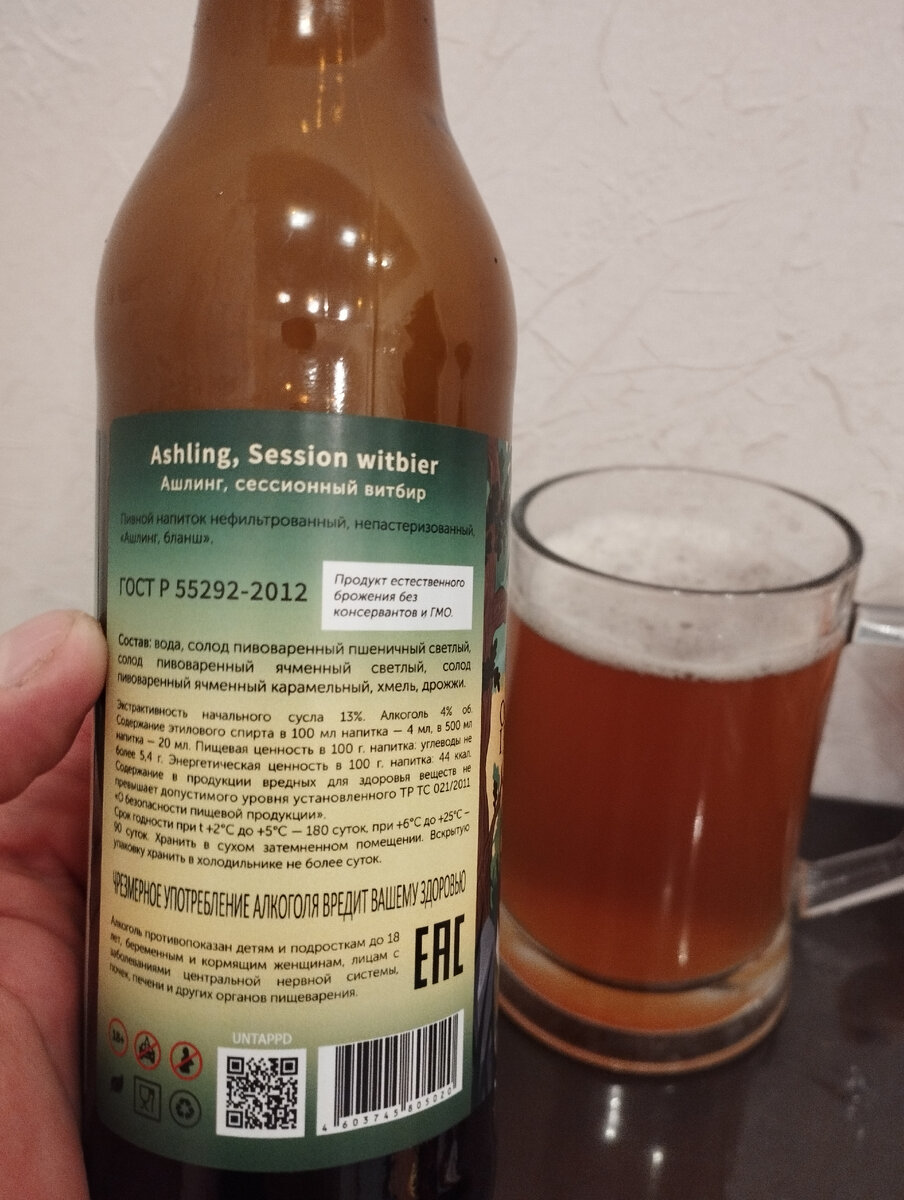 Ashling, Session witbier
Ашлинг, сессионный витбир
Пивной напиток нефильтрованный, непастеризованный,
«Ашлинг, бланш».
ГОСТ Р 55292-2012
Продукт естественного
брожения без
консервантов и ГМО.
Состав: вода, солод пивоваренный пшеничный светлый,
солод пивоваренный ячменный светлый, солод
пивоваренный ячменный карамельный, хмель, дрожжи.
Экстрактивность начального сусла 13%. Алкоголь 4% об.
Содержание этилового спирта в 100 мл напитка — 4 мл, в 500 мл
напитка — 20 мл. Пищевая ценность в 100 г. напитка: углеводы не
более 5,4 г. Энергетическая ценность в 100 г. напитка: 44 ккал.
Содержание в продукции вредных для здоровья веществ не
превышает допустимого уровня установленного ТР ТС 021/2011
«О безопасности пищевой продукции».
Срок годности при t +2°С до +5°С — 180 суток, при +6°С до +25°С –
90 суток. Хранить в сухом затемненном помещении. Вскрытую
упаковку хранить в холодильнике не более суток.
ЧРЕЗМЕРНОЕ УПОТРЕБЛЕНИЕ АЛКОГОЛЯ ВРЕДИТ ВАШЕМУ ЗДОРОВЬЮ
Алкоголь противопоказан детям и подросткам до 18
лет, беременным и кормящим женщинам, лицам с
заболеваниями центральной нервной системы,
почек, печени и других органов пищеварения.
ЕАС
18+
UNTAPPD
4 603745 805020